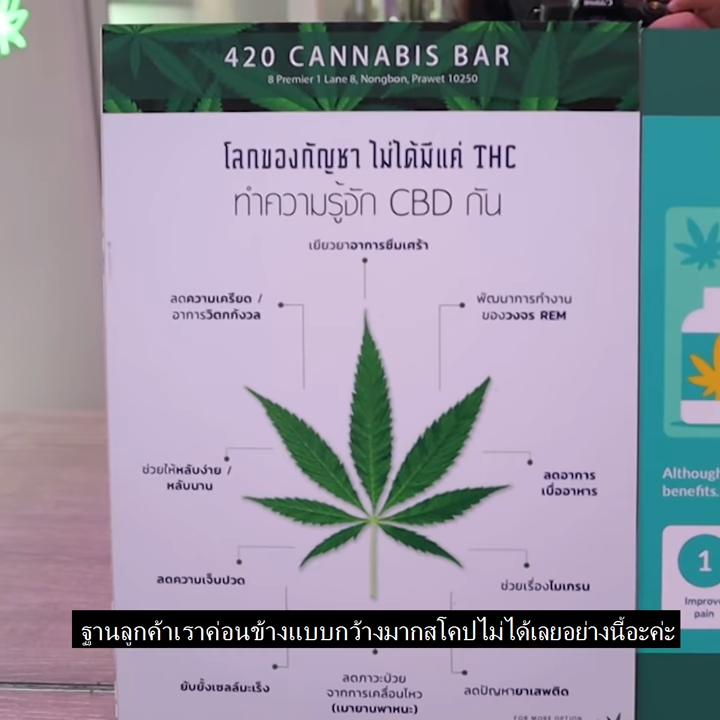 420 CANNABIS BAR
8 Premier 1 Lane 8, Nongbon, Prawet 10250
โลกของกัญชา ไม่ได้มีแค่ THC
ทำความรู้จัก CBD กัน
เยียวยาอาการซึมเศร้า
ลดความเครียด /
อาการวิตกกังวล
พัฒนาการทำงาน
ของวงจร REM
ช่วยให้หลับง่าย /
หลับนาน
ลดอาการ
เบื่ออาหาร
ลดความเจ็บปวด
ช่วยเรื่องไมเกรน
ยับยั้งเซลล์มะเร็ง
ลดภาวะป่วย
จากการเคลื่อนไหว
(เมายานพาหนะ)
ลดปัญหายาเสพติด
FOR MORE OPTION
Although
benefits.
1
Improve
pain
ฐานลูกค้าเราค่อนข้างแบบกว้างมากสโคปไม่ได้เลยอย่างนี้อะค่ะ